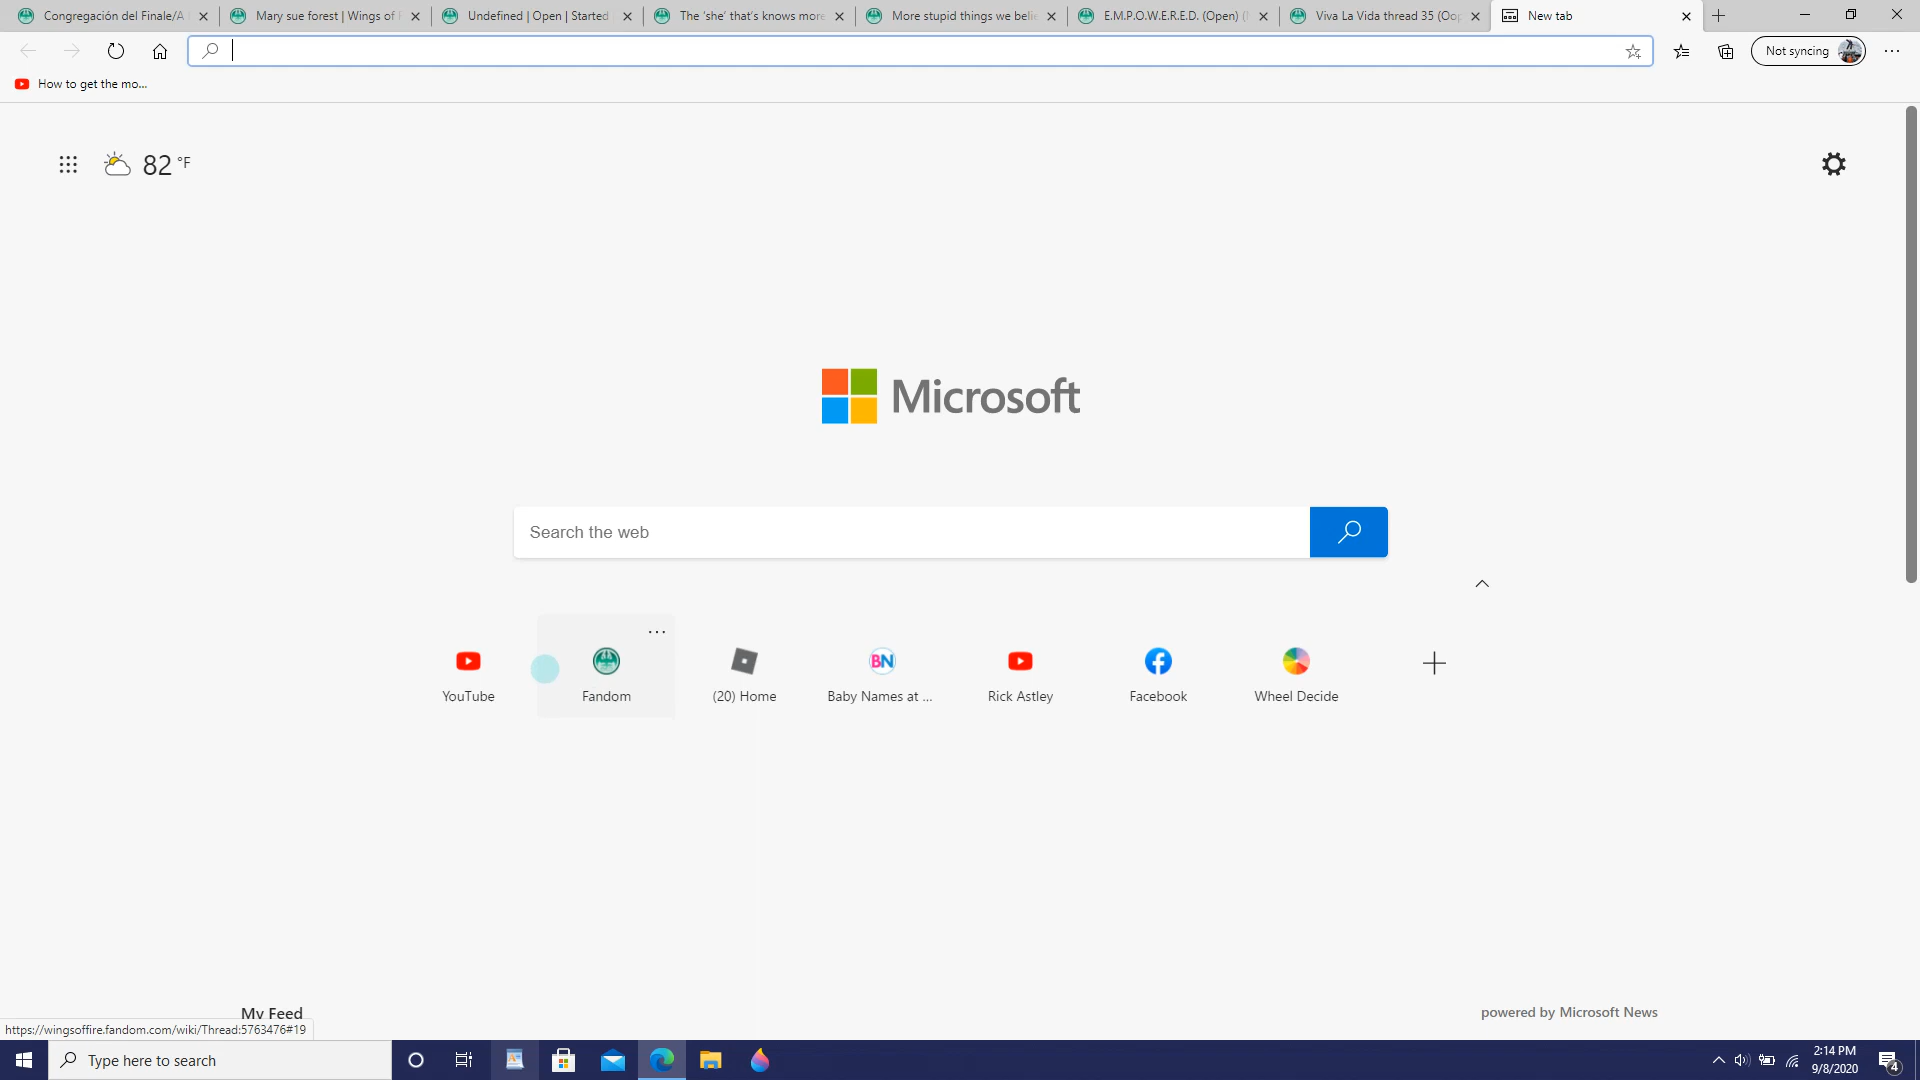 Congregación del Finale/A
Mary sue forest | Wings of F
Undefined | Open | Started
The ‘she’ that’s knows more
More stupid things we beli
E.M.P.O.W.E.R.E.D. (Open) (
Viva La Vida thread 35 (Oop
New tab
Not syncing
How to get the mo...
82 °F
Microsoft
Search the web
YouTube
Fandom
(20) Home
BN
Baby Names at ...
Rick Astley
Facebook
Wheel Decide
My Feed
powered by Microsoft News
https://wingsoffire.fandom.com/wiki/Thread:5763476#19
Type here to search
2:14 PM
9/8/2020
4